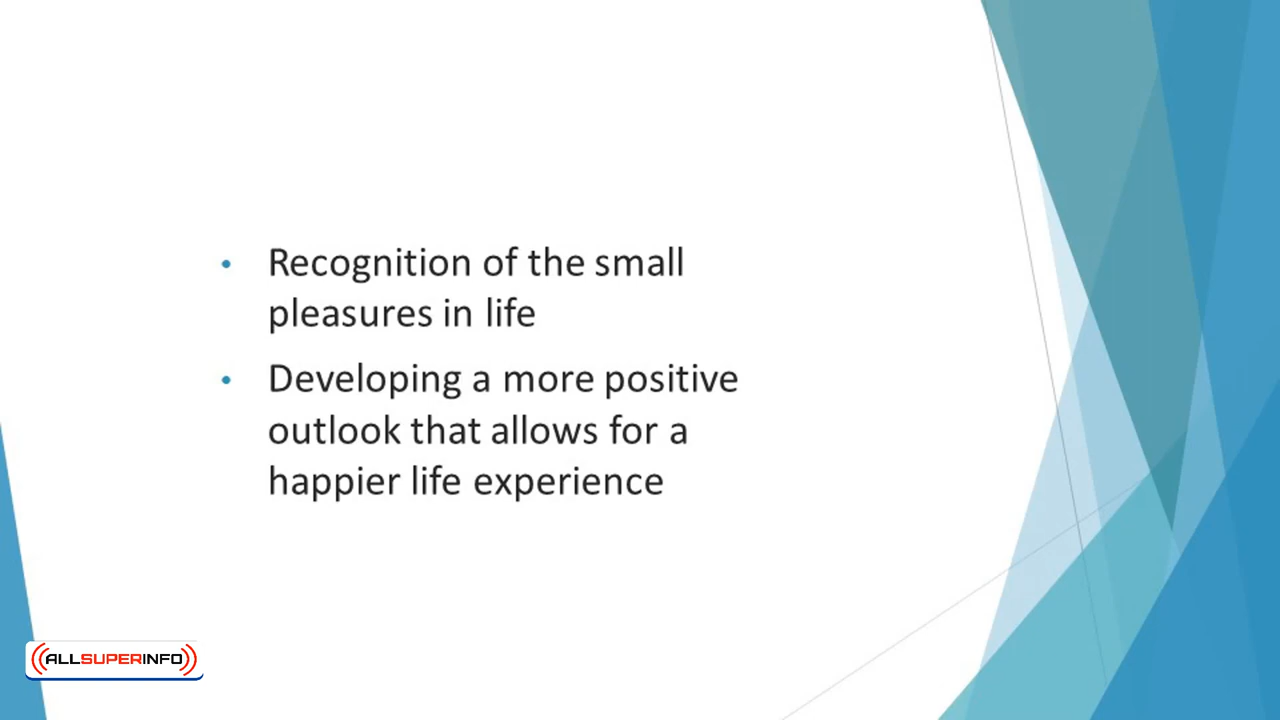 • Recognition of the small
pleasures in life
• Developing a more positive
outlook that allows for a
happier life experience
ALLSUPERINFO